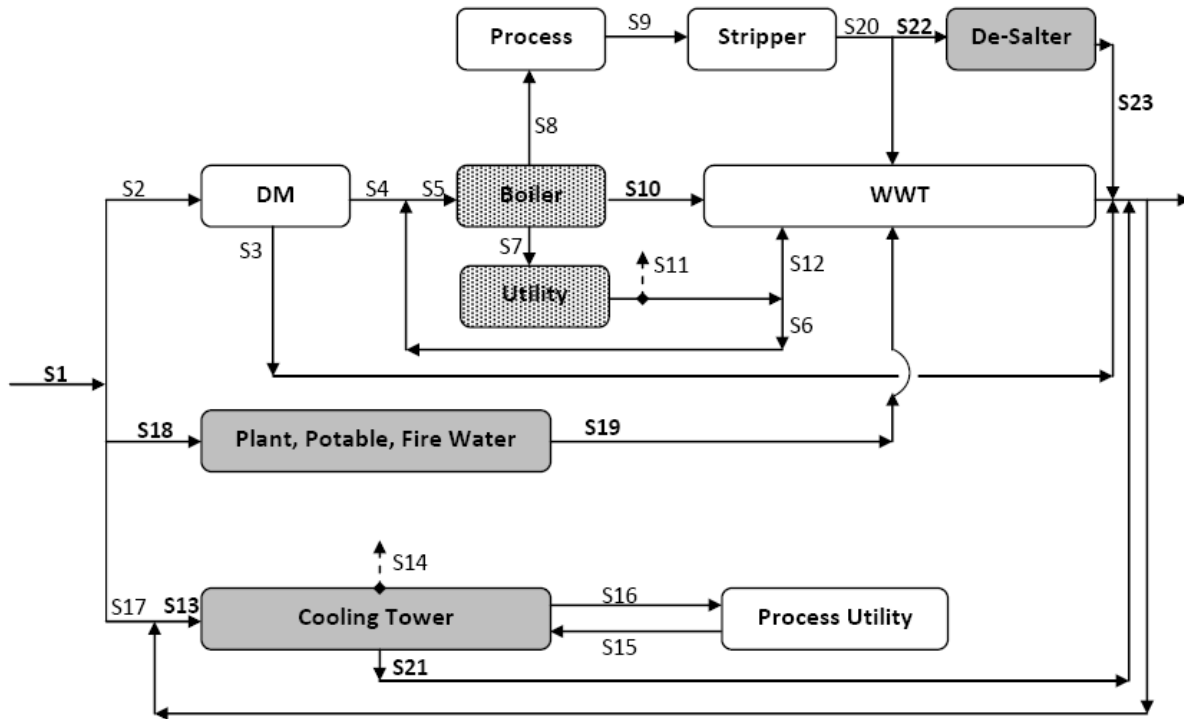 Process
S9
Stripper
S20
S22
De-Salter
S23
S8
S2
DM
S4
S5
Boiler
S10
WWT
S3
S7
S11
S12
Utility
S6
S1
S18
Plant, Potable, Fire Water
S19
S14
S17
S13
Cooling Tower
S16
Process Utility
S15
S21